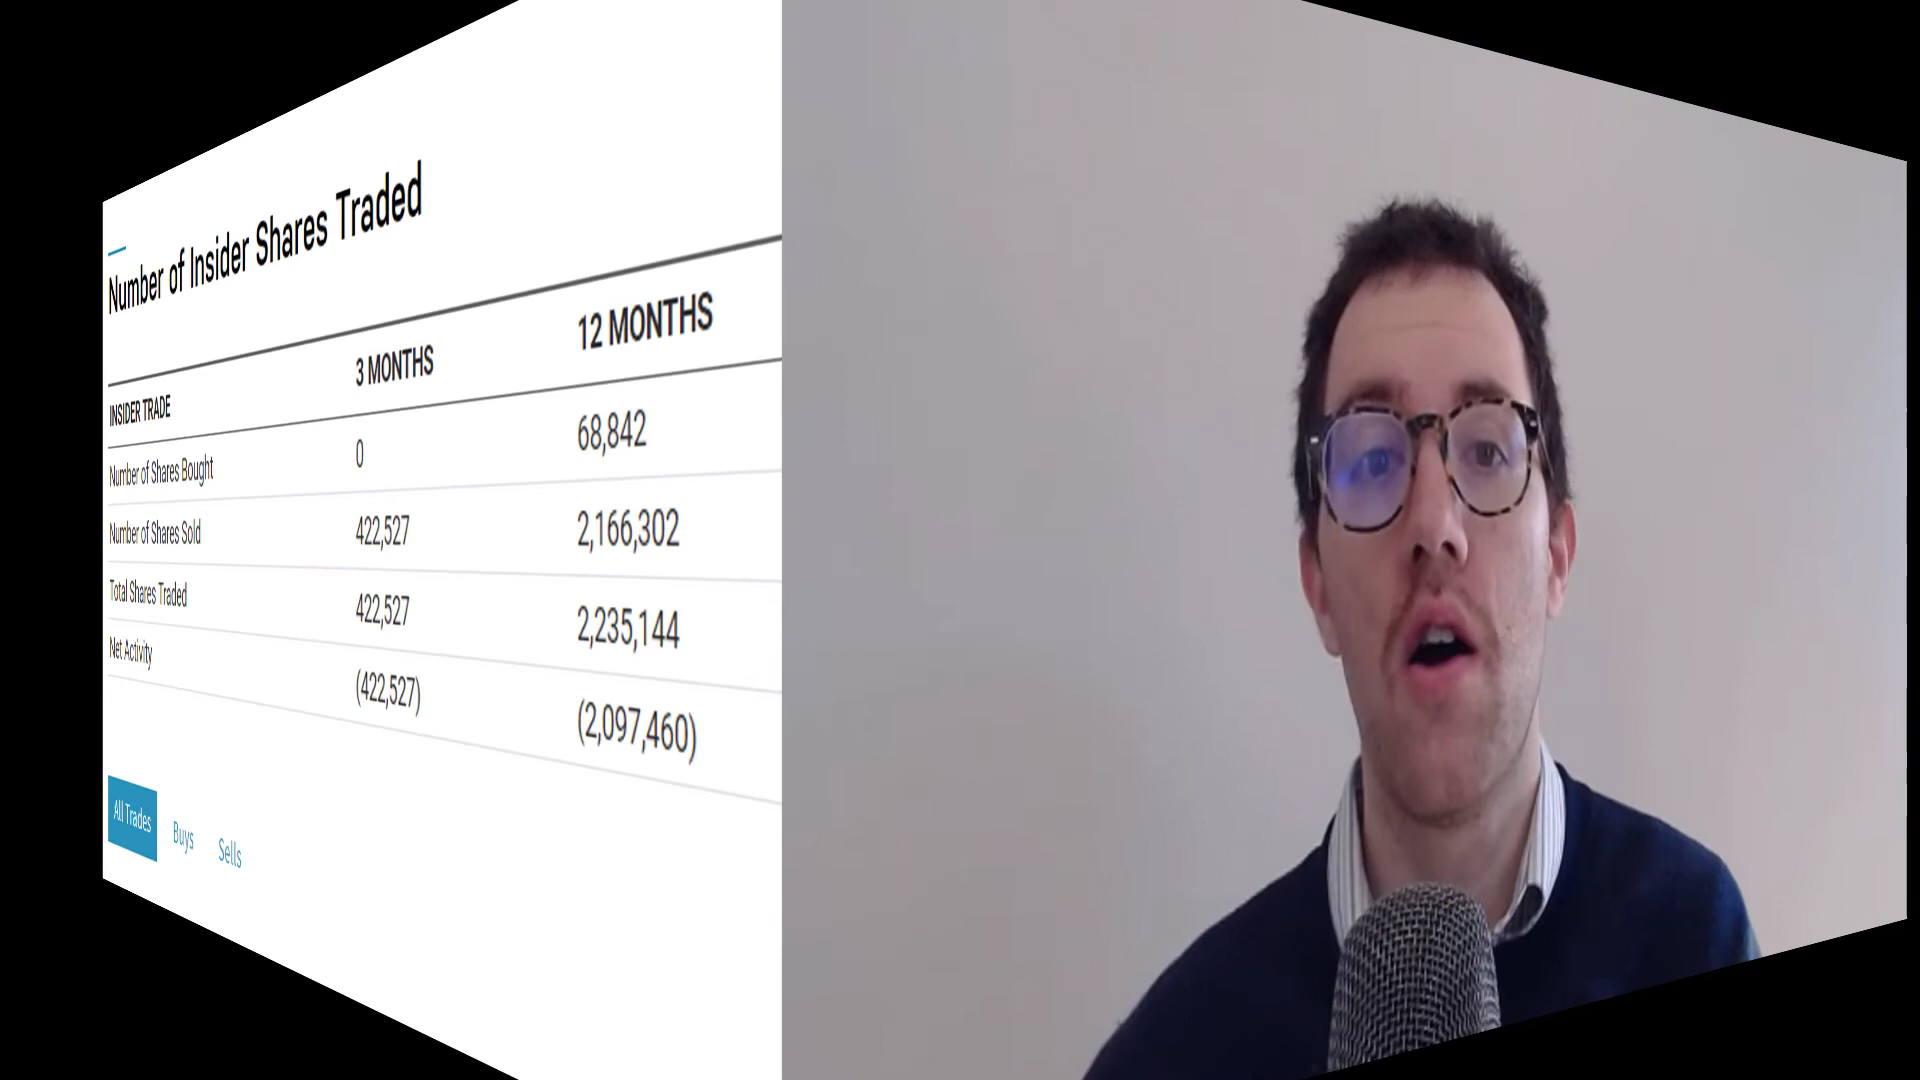 Number of Insider Shares Traded
INSIDER TRADE 3 MONTHS 12 MONTHS
Number of Shares Bought 0 68,842
Number of Shares Sold 422,527 2,166,302
Total Shares Traded 422,527 2,235,144
Net Activity (422,527) (2,097,460)
All Trades Buys Sells